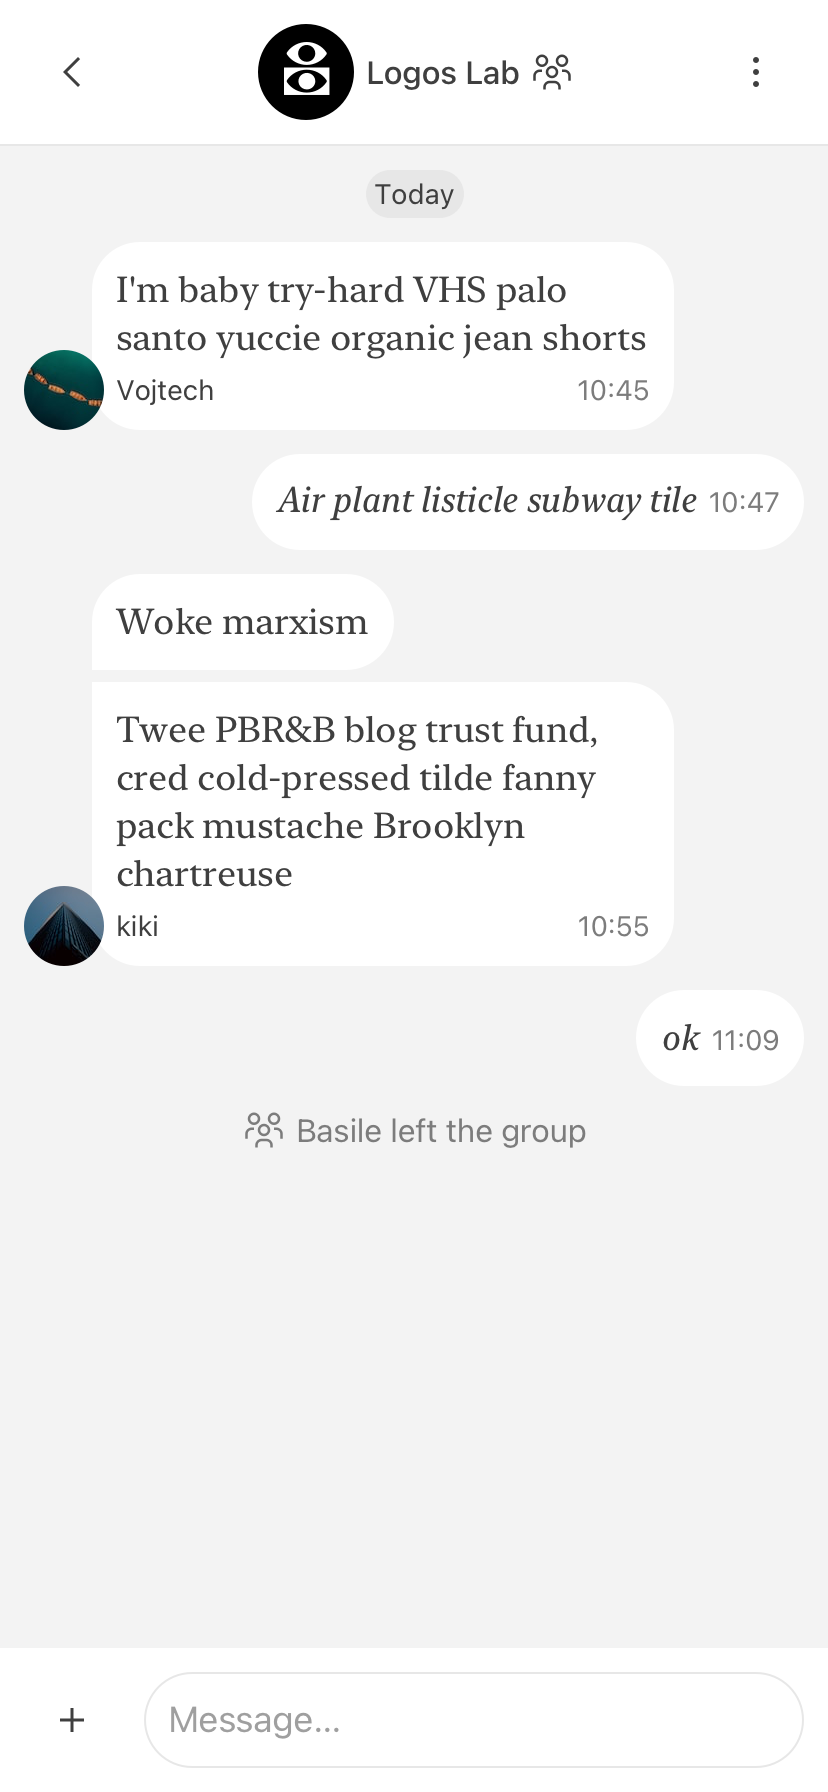 Logos Lab
Today
I'm baby try-hard VHS palo
santo yuccie organic jean shorts
Vojtech 10:45
Air plant listicle subway tile 10:47
Woke marxism
Twee PBR&B blog trust fund,
cred cold-pressed tilde fanny
pack mustache Brooklyn
chartreuse
kiki 10:55
ok 11:09
Basile left the group
Message...